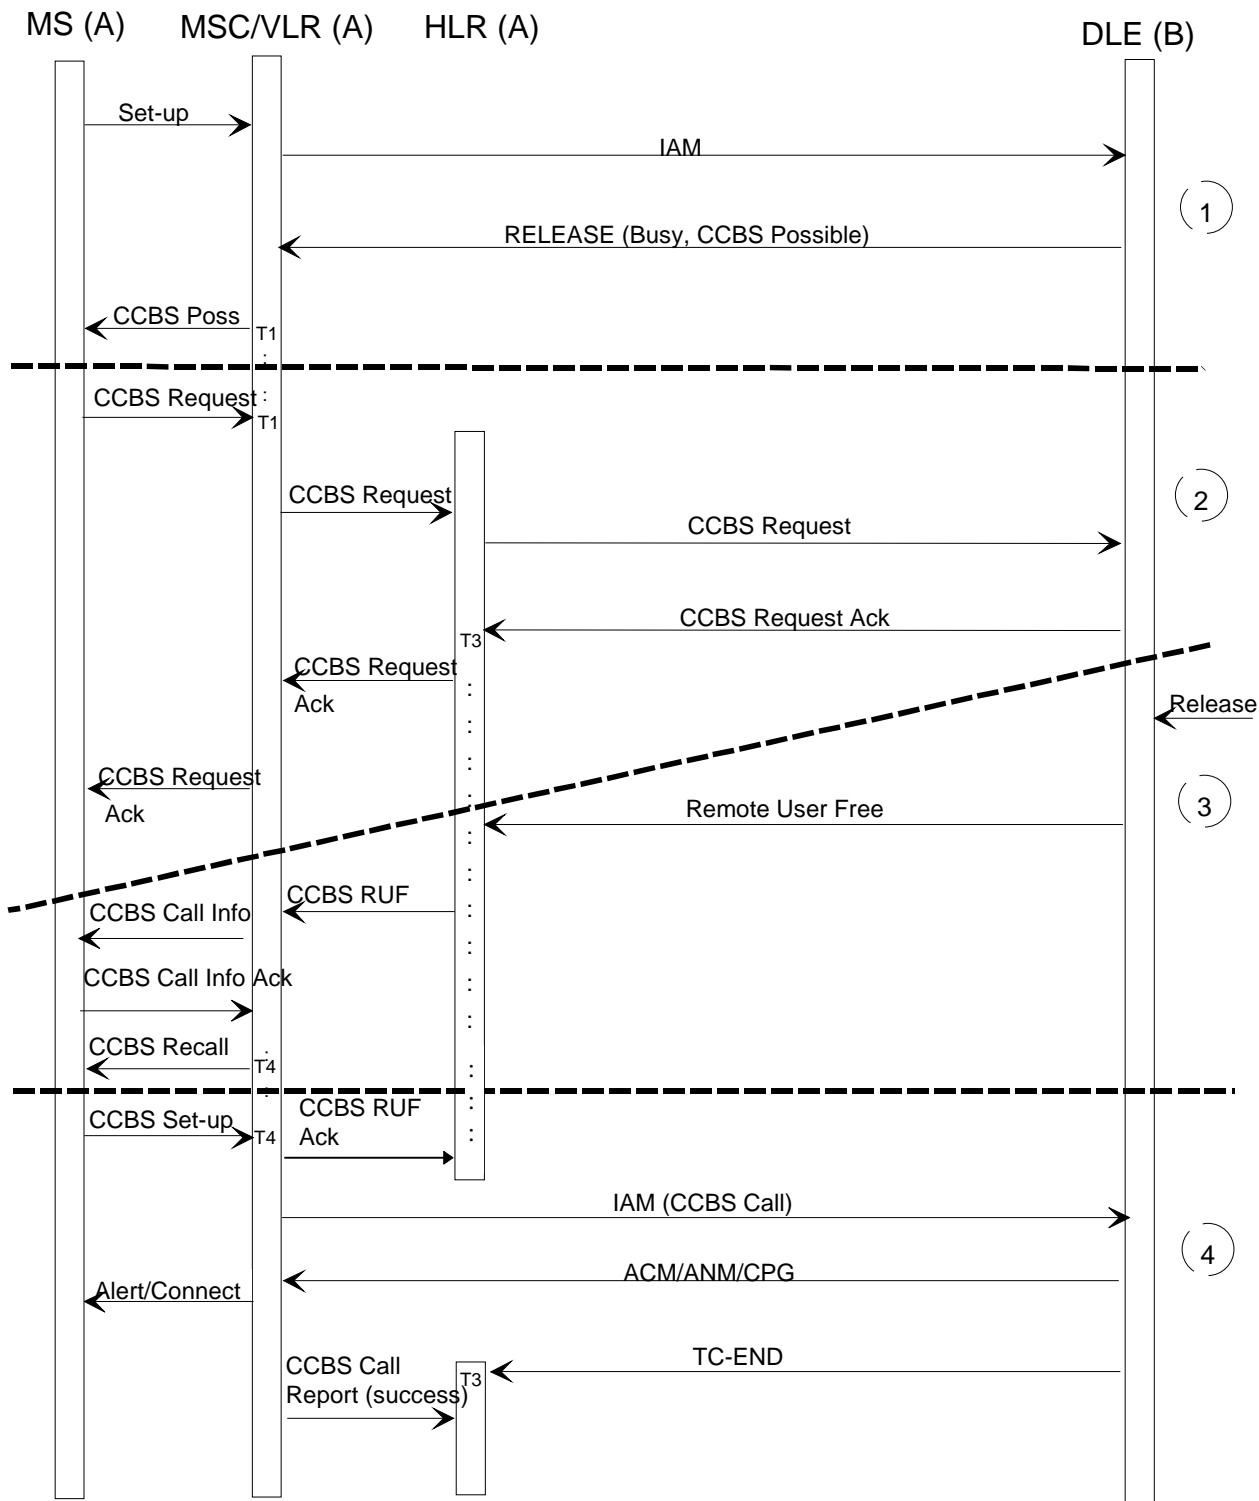 MS (A)
MSC/VLR (A)
HLR (A)
DLE (B)
Set-up
IAM
1
RELEASE (Busy, CCBS Possible)
CCBS Poss
T1
:
:
CCBS Request
T1
CCBS Request
2
CCBS Request
CCBS Request Ack
T3
CCBS Request
Ack
Release
CCBS Request
Ack
3
Remote User Free
CCBS RUF
CCBS Call Info
CCBS Call Info Ack
CCBS Recall
T4
CCBS RUF
Ack
CCBS Set-up
T4
IAM (CCBS Call)
4
ACM/ANM/CPG
Alert/Connect
TC-END
CCBS Call
Report (success)
T3